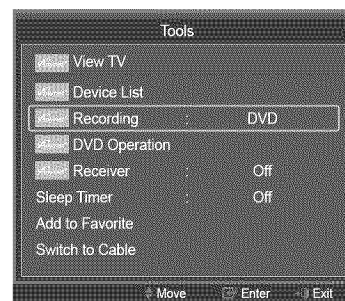 Tools
View TV
Device List
Recording : DVD
DVD Operation
Receiver : Off
Sleep Timer : Off
Add to Favorite
Switch to Cable
Move Enter Exit